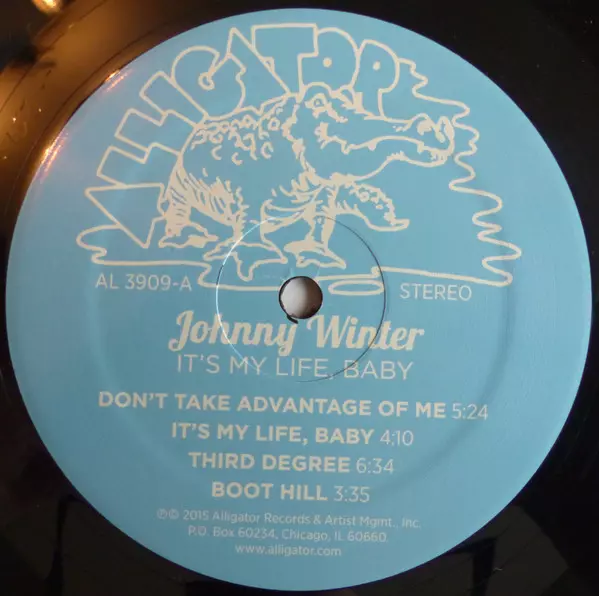 ALLIGATOR
AL 3909-A
STEREO
Johnny Winter
IT'S MY LIFE, BABY
DON'T TAKE ADVANTAGE OF ME 5:24
IT'S MY LIFE, BABY 4:10
THIRD DEGREE 6:34
BOOT HILL 3:35
℗© 2015 Alligator Records & Artist Mgmt., Inc.
P.O. Box 60234, Chicago, IL 60660.
www.alligator.com